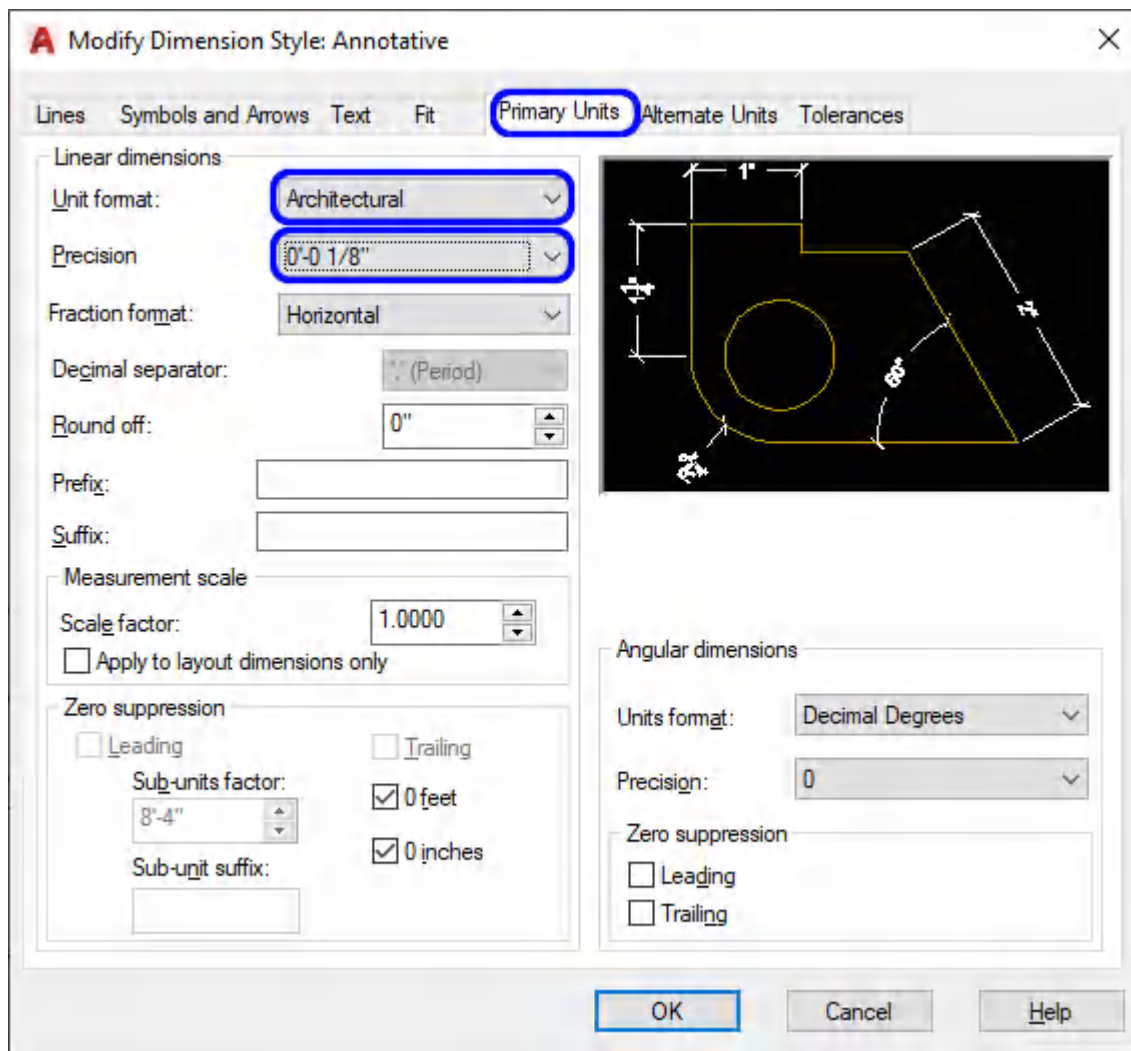 Modify Dimension Style: Annotative
Lines Symbols and Arrows Text Fit Primary Units Alternate Units Tolerances
Linear dimensions
Unit format: Architectural
Precision 0'-0 1/8"
Fraction format: Horizontal
Decimal separator: '.' (Period)
Round off: 0"
Prefix:
Suffix:
Measurement scale
Scale factor: 1.0000
Apply to layout dimensions only
Zero suppression
Leading Trailing
Sub-units factor:
8'-4"
0 feet
0 inches
Sub-unit suffix:
1"
60°
Angular dimensions
Units format: Decimal Degrees
Precision: 0
Zero suppression
Leading
Trailing
OK Cancel Help